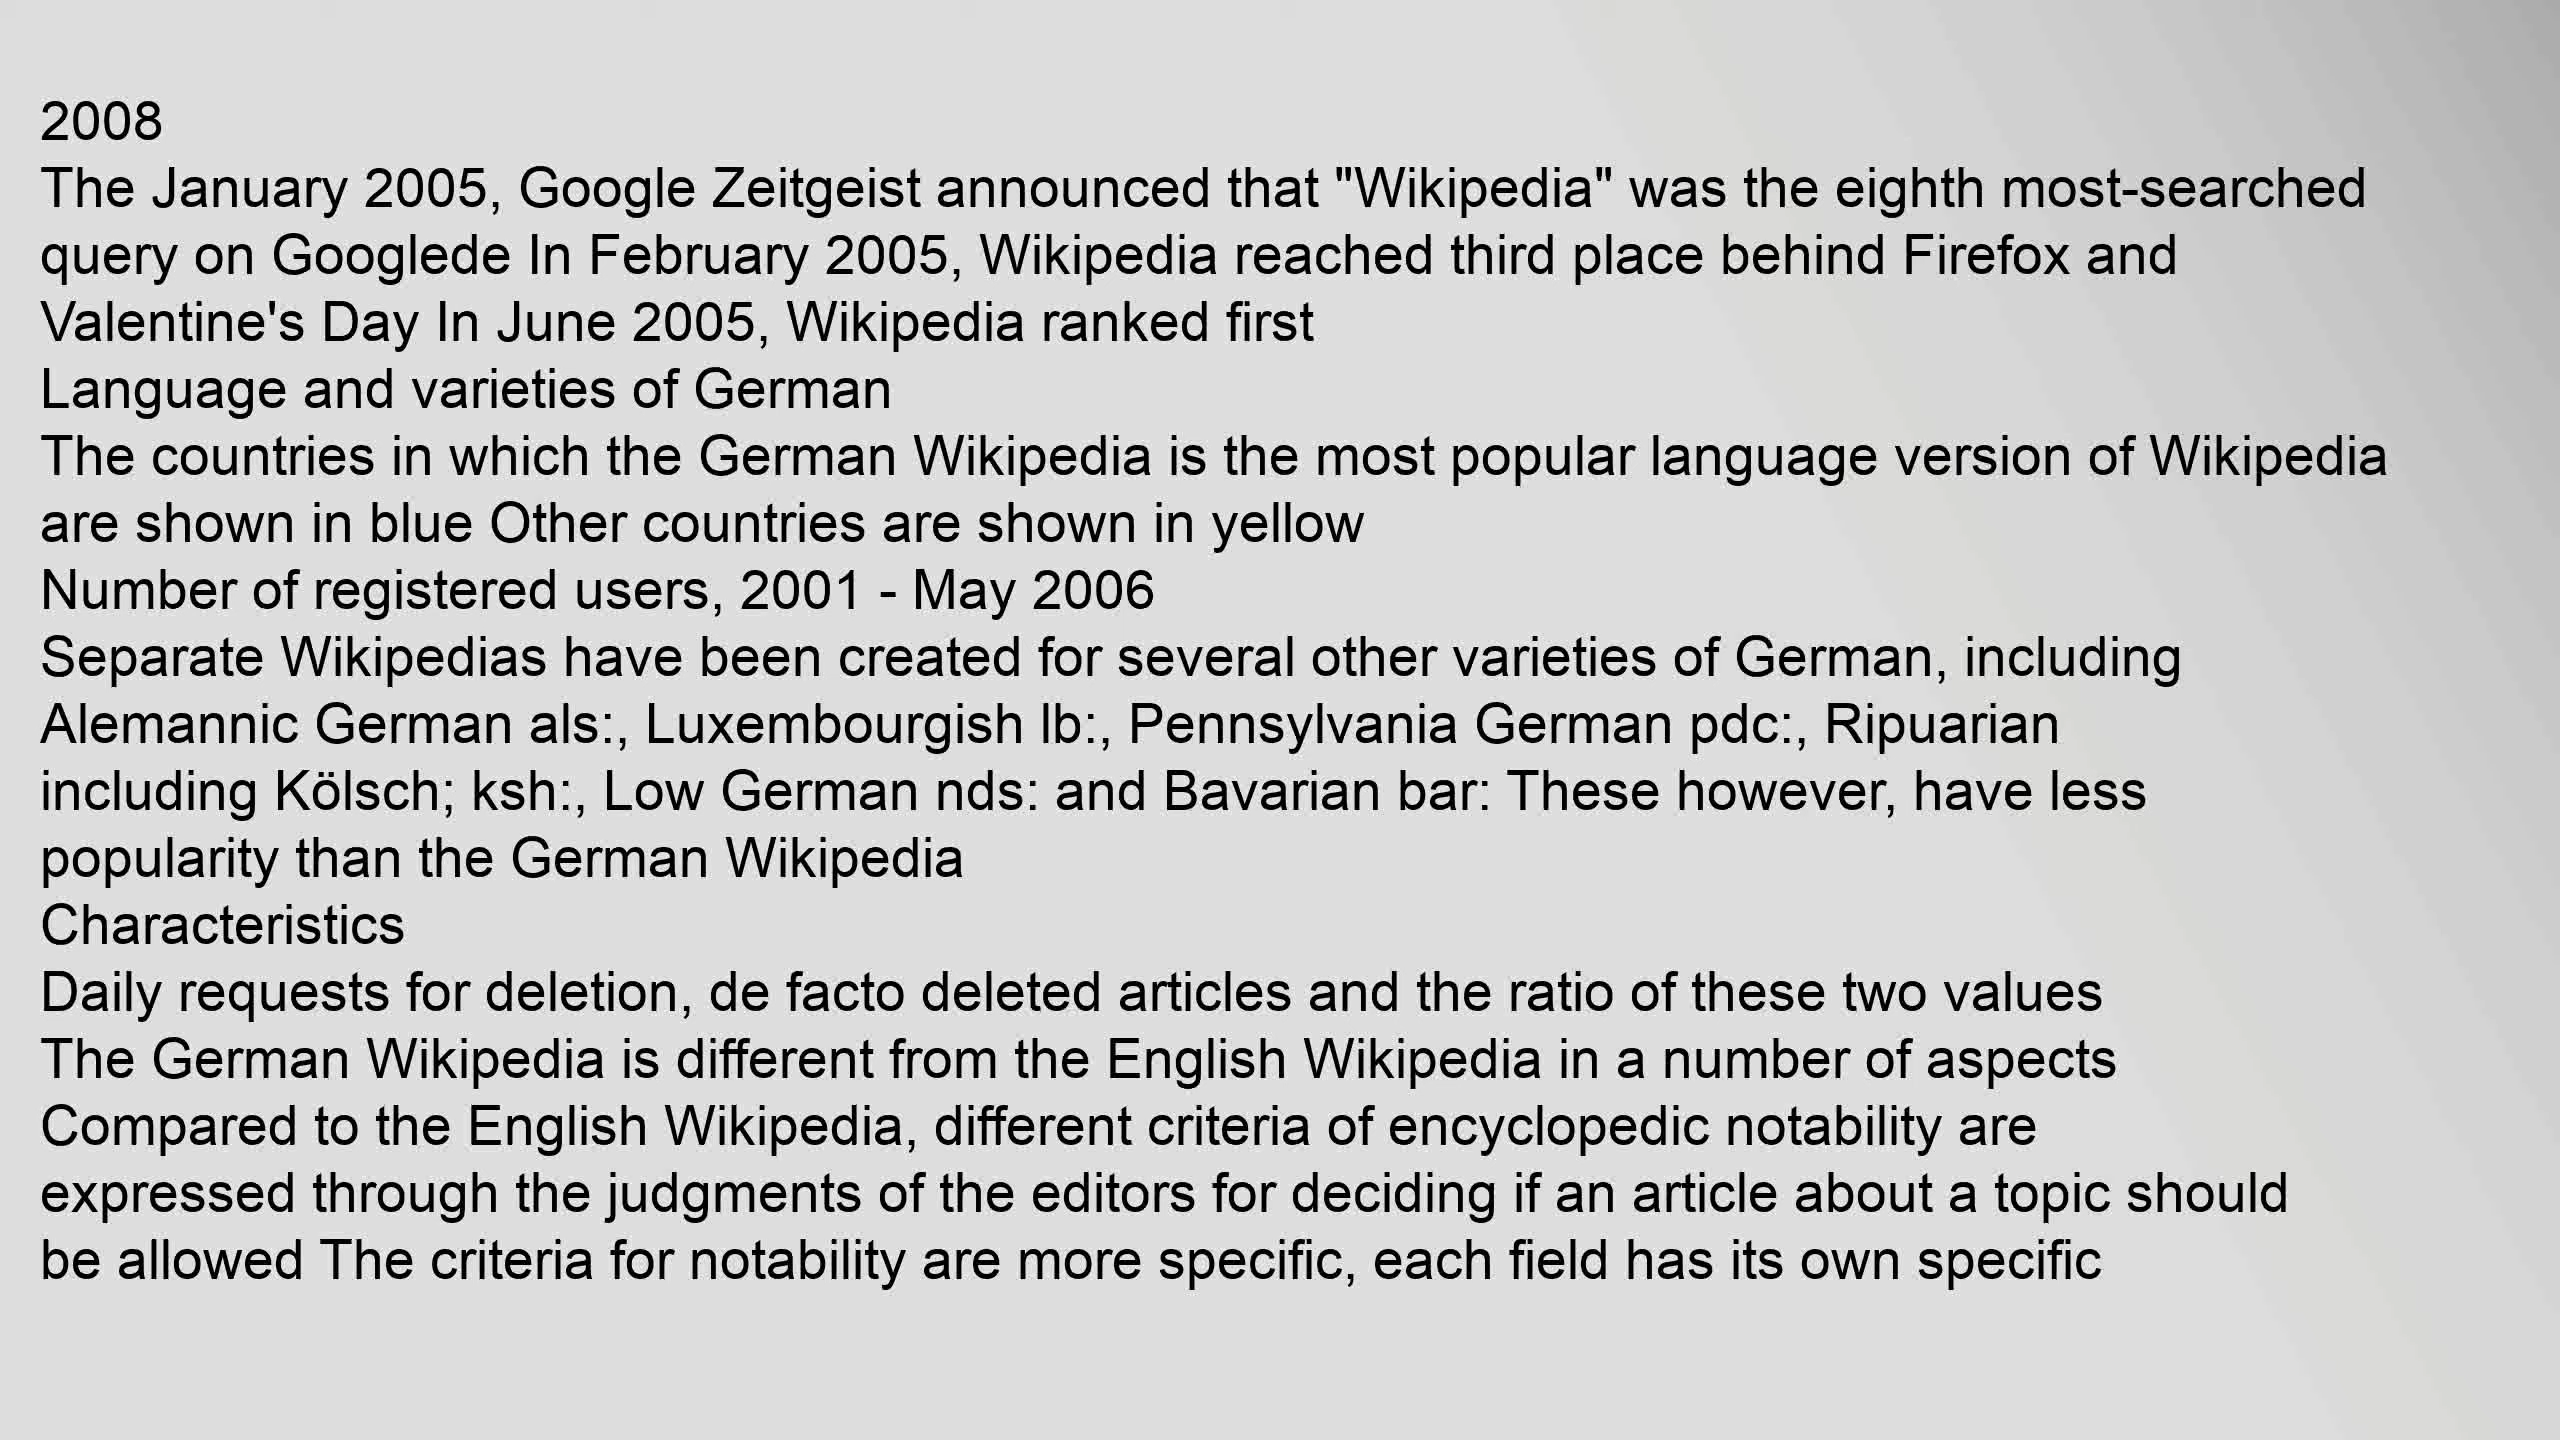 2008
The January 2005, Google Zeitgeist announced that "Wikipedia" was the eighth most-searched
query on Googlede In February 2005, Wikipedia reached third place behind Firefox and
Valentine's Day In June 2005, Wikipedia ranked first
Language and varieties of German
The countries in which the German Wikipedia is the most popular language version of Wikipedia
are shown in blue Other countries are shown in yellow
Number of registered users, 2001 - May 2006
Separate Wikipedias have been created for several other varieties of German, including
Alemannic German als:, Luxembourgish lb:, Pennsylvania German pdc:, Ripuarian
including Kölsch; ksh:, Low German nds: and Bavarian bar: These however, have less
popularity than the German Wikipedia
Characteristics
Daily requests for deletion, de facto deleted articles and the ratio of these two values
The German Wikipedia is different from the English Wikipedia in a number of aspects
Compared to the English Wikipedia, different criteria of encyclopedic notability are
expressed through the judgments of the editors for deciding if an article about a topic should
be allowed The criteria for notability are more specific, each field has its own specific